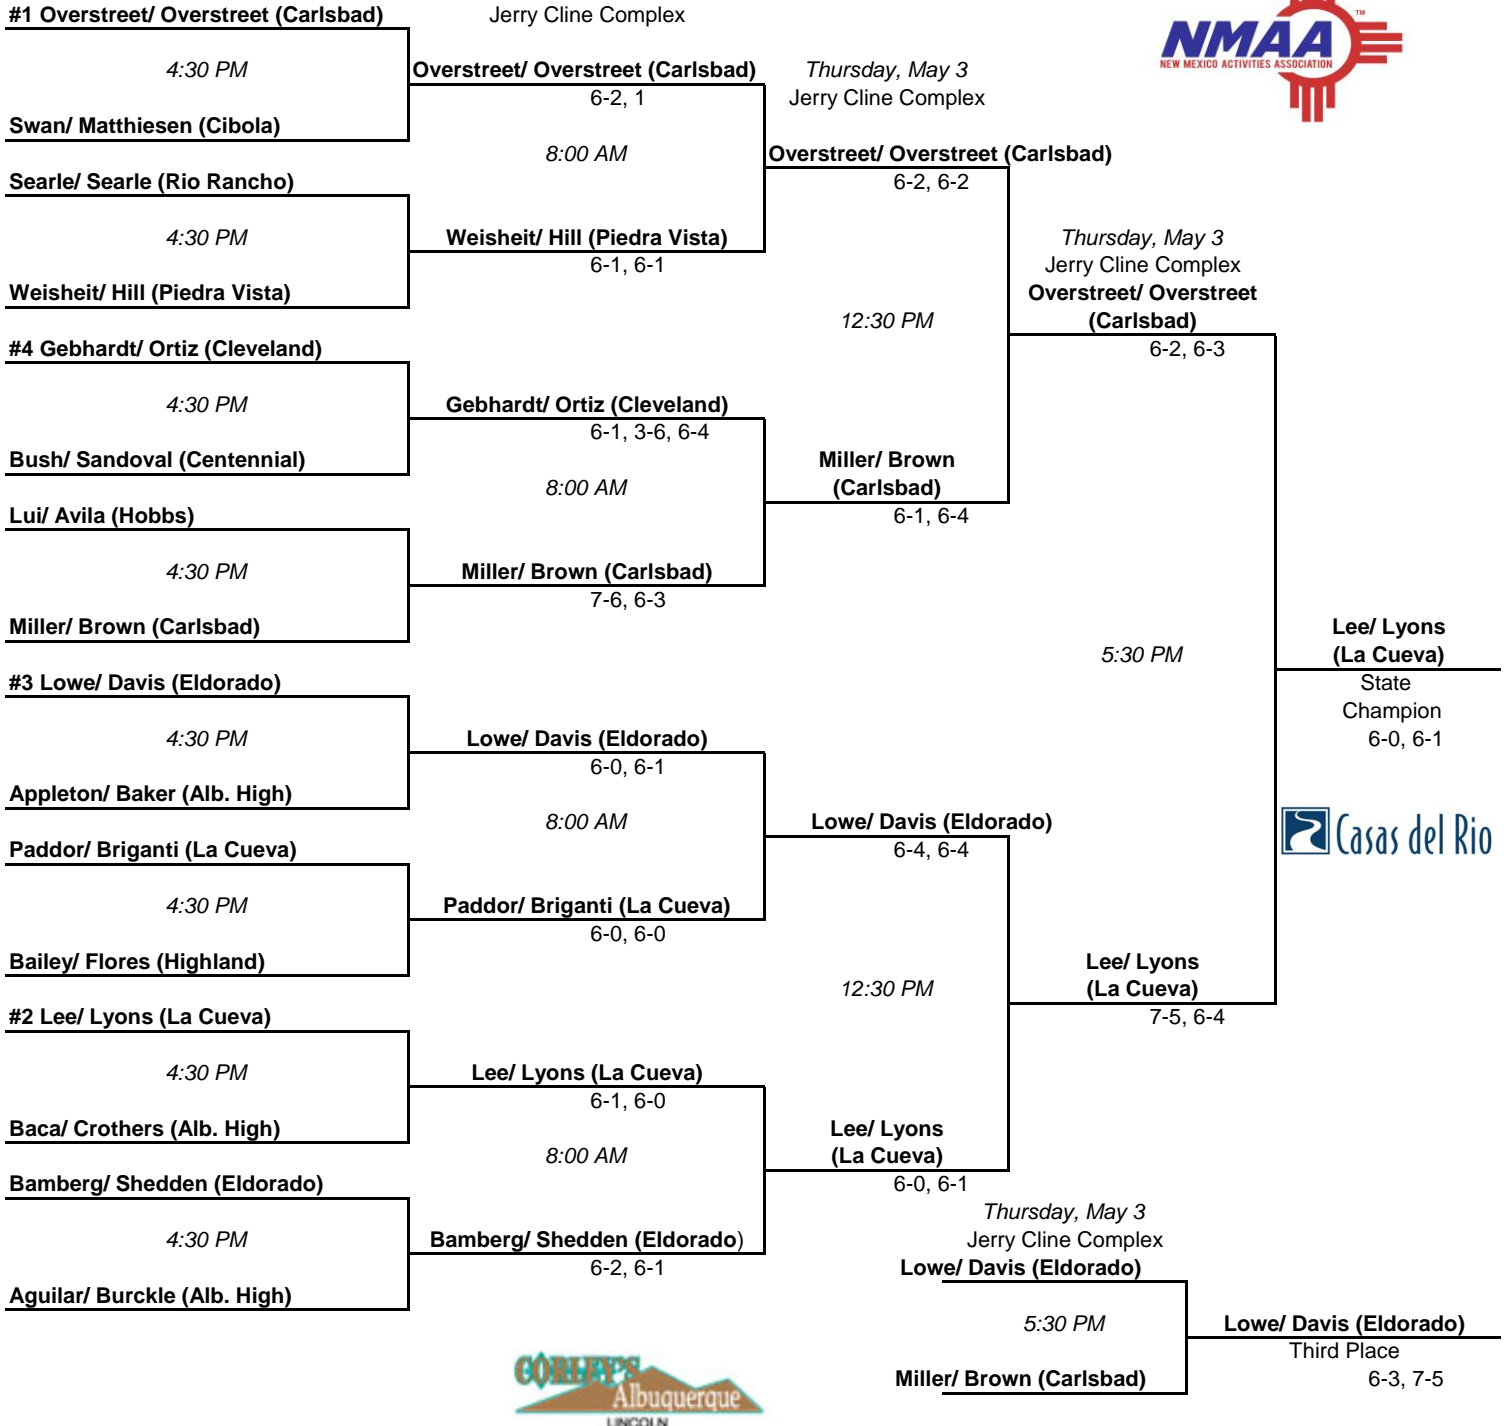 #1 Overstreet/ Overstreet (Carlsbad)
4:30 PM
Swan/ Matthiesen (Cibola)
Searle/ Searle (Rio Rancho)
4:30 PM
Weisheit/ Hill (Piedra Vista)
#4 Gebhardt/ Ortiz (Cleveland)
4:30 PM
Bush/ Sandoval (Centennial)
Lui/ Avila (Hobbs)
4:30 PM
Miller/ Brown (Carlsbad)
#3 Lowe/ Davis (Eldorado)
4:30 PM
Appleton/ Baker (Alb. High)
Paddor/ Briganti (La Cueva)
4:30 PM
Bailey/ Flores (Highland)
#2 Lee/ Lyons (La Cueva)
4:30 PM
Baca/ Crothers (Alb. High)
Bamberg/ Shedden (Eldorado)
4:30 PM
Aguilar/ Burckle (Alb. High)
Jerry Cline Complex
Overstreet/ Overstreet (Carlsbad)
6-2, 1
8:00 AM
Weisheit/ Hill (Piedra Vista)
6-1, 6-1
Gebhardt/ Ortiz (Cleveland)
6-1, 3-6, 6-4
8:00 AM
Miller/ Brown (Carlsbad)
7-6, 6-3
Lowe/ Davis (Eldorado)
6-0, 6-1
8:00 AM
Paddor/ Briganti (La Cueva)
6-0, 6-0
Lee/ Lyons (La Cueva)
6-1, 6-0
8:00 AM
Bamberg/ Shedden (Eldorado)
6-2, 6-1
CORLEY'S
Albuquerque
LINCOLN
Thursday, May 3
Jerry Cline Complex
Overstreet/ Overstreet (Carlsbad)
6-2, 6-2
12:30 PM
Miller/ Brown
(Carlsbad)
6-1, 6-4
Lowe/ Davis (Eldorado)
6-4, 6-4
12:30 PM
Lee/ Lyons
(La Cueva)
6-0, 6-1
NMAA
TM
NEW MEXICO ACTIVITIES ASSOCIATION
Thursday, May 3
Jerry Cline Complex
Overstreet/ Overstreet
(Carlsbad)
6-2, 6-3
5:30 PM
Lee/ Lyons
(La Cueva)
7-5, 6-4
Lee/ Lyons
(La Cueva)
State
Champion
6-0, 6-1
Casas del Rio
Thursday, May 3
Jerry Cline Complex
Lowe/ Davis (Eldorado)
5:30 PM
Miller/ Brown (Carlsbad)
Lowe/ Davis (Eldorado)
Third Place
6-3, 7-5